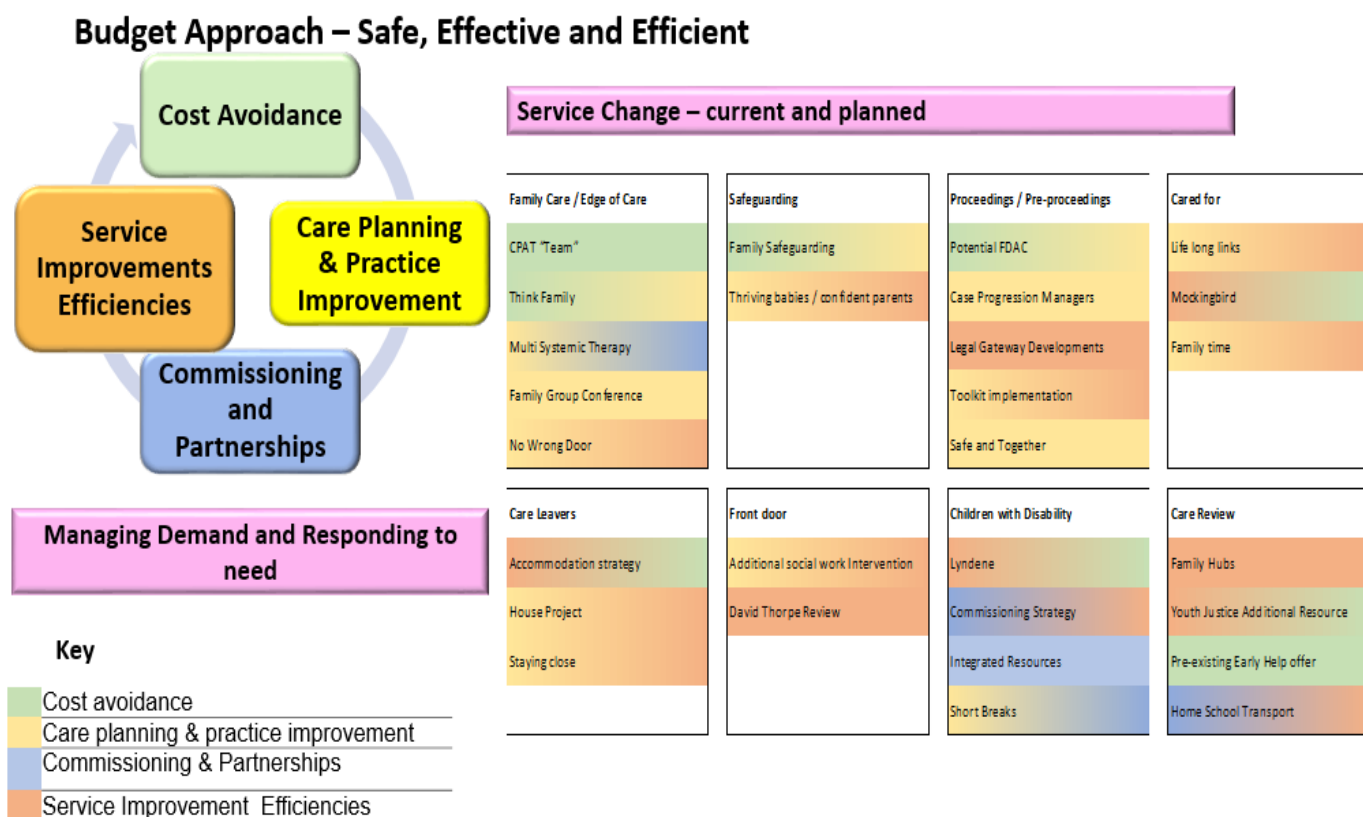 Budget Approach – Safe, Effective and Efficient
Cost Avoidance
Care Planning
& Practice
Improvement
Commissioning
and
Partnerships
Service
Improvements
Efficiencies
Managing Demand and Responding to
need
Key
Cost avoidance
Care planning & practice improvement
Commissioning & Partnerships
Service Improvement Efficiencies
Service Change – current and planned
Family Care / Edge of Care
CPAT "Team"
Think Family
Multi Systemic Therapy
Family Group Conference
No Wrong Door
Safeguarding
Family Safeguarding
Thriving babies / confident parents
Proceedings / Pre-proceedings
Potential FDAC
Case Progression Managers
Legal Gateway Developments
Toolkit implementation
Safe and Together
Cared for
Life long links
Mockingbird
Family time
Care Leavers
Accommodation strategy
House Project
Staying close
Front door
Additional social work Intervention
David Thorpe Review
Children with Disability
Lyndene
Commissioning Strategy
Integrated Resources
Short Breaks
Care Review
Family Hubs
Youth Justice Additional Resource
Pre-existing Early Help offer
Home School Transport